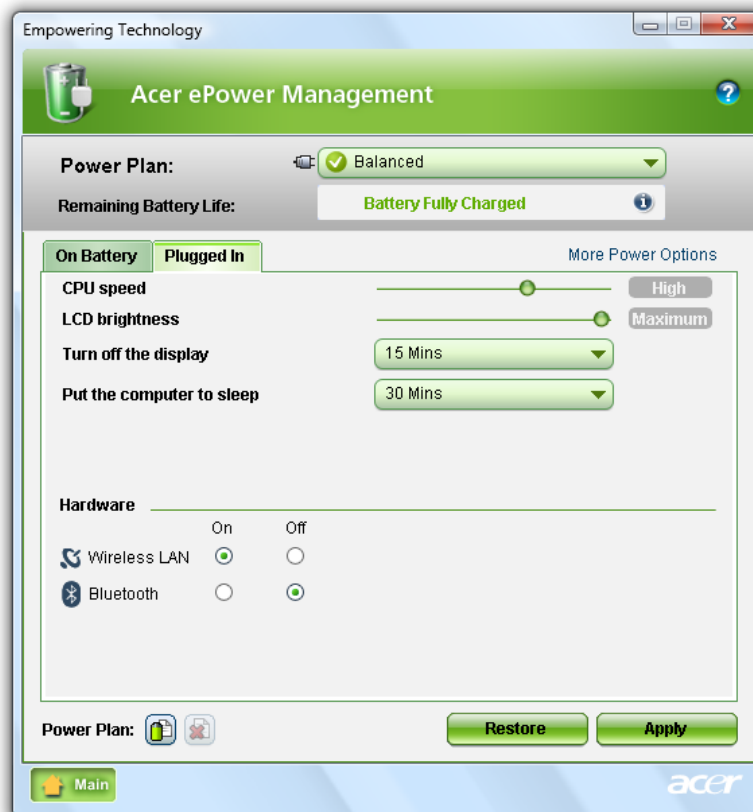 Empowering Technology
Acer ePower Management
?
Power Plan: Balanced
Remaining Battery Life: Battery Fully Charged i
On Battery Plugged In More Power Options
CPU speed High
LCD brightness Maximum
Turn off the display 15 Mins
Put the computer to sleep 30 Mins
Hardware
On Off
Wireless LAN
Bluetooth
Power Plan: Restore Apply
Main acer